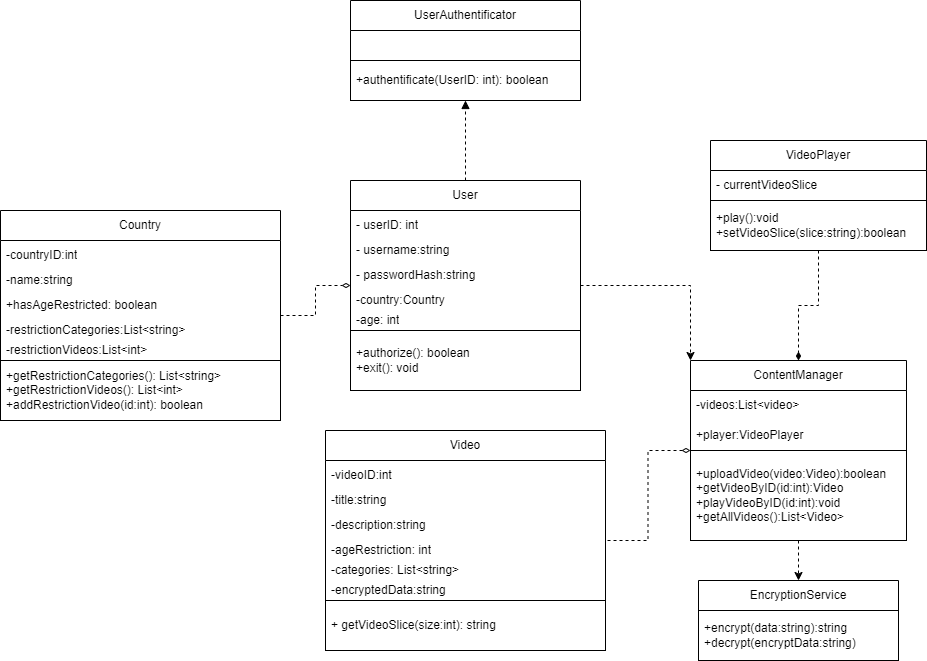 UserAuthentificator
+authentificate(UserID: int): boolean
User
- userID: int
- username:string
- passwordHash:string
-country:Country
-age: int
+authorize(): boolean
+exit(): void
Country
-countryID:int
-name:string
+hasAgeRestricted: boolean
-restrictionCategories:List<string>
-restrictionVideos:List<int>
+getRestrictionCategories(): List<string>
+getRestrictionVideos(): List<int>
+addRestrictionVideo(id:int): boolean
VideoPlayer
- currentVideoSlice
+play():void
+setVideoSlice(slice:string):boolean
ContentManager
-videos:List<video>
+player:VideoPlayer
+uploadVideo(video:Video):boolean
+getVideoByID(id:int):Video
+playVideoByID(id:int):void
+getAllVideos():List<Video>
Video
-videoID:int
-title:string
-description:string
-ageRestriction: int
-categories: List<string>
-encryptedData:string
+ getVideoSlice(size:int): string
EncryptionService
+encrypt(data:string):string
+decrypt(encryptData:string)